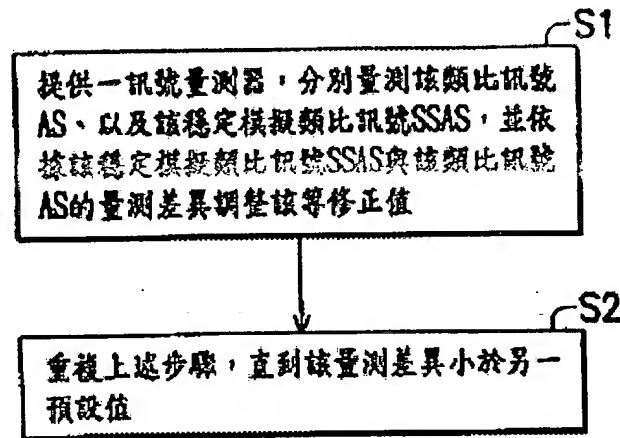 S1
提供一訊號量測器，分別量測該類比訊號
AS、以及該穩定模擬類比訊號SSAS，並依
據該穩定模擬類比訊號SSAS與該類比訊號
AS的量測差異調整該等修正值
S2
重複上述步驟，直到該量測差異小於另一
預設值